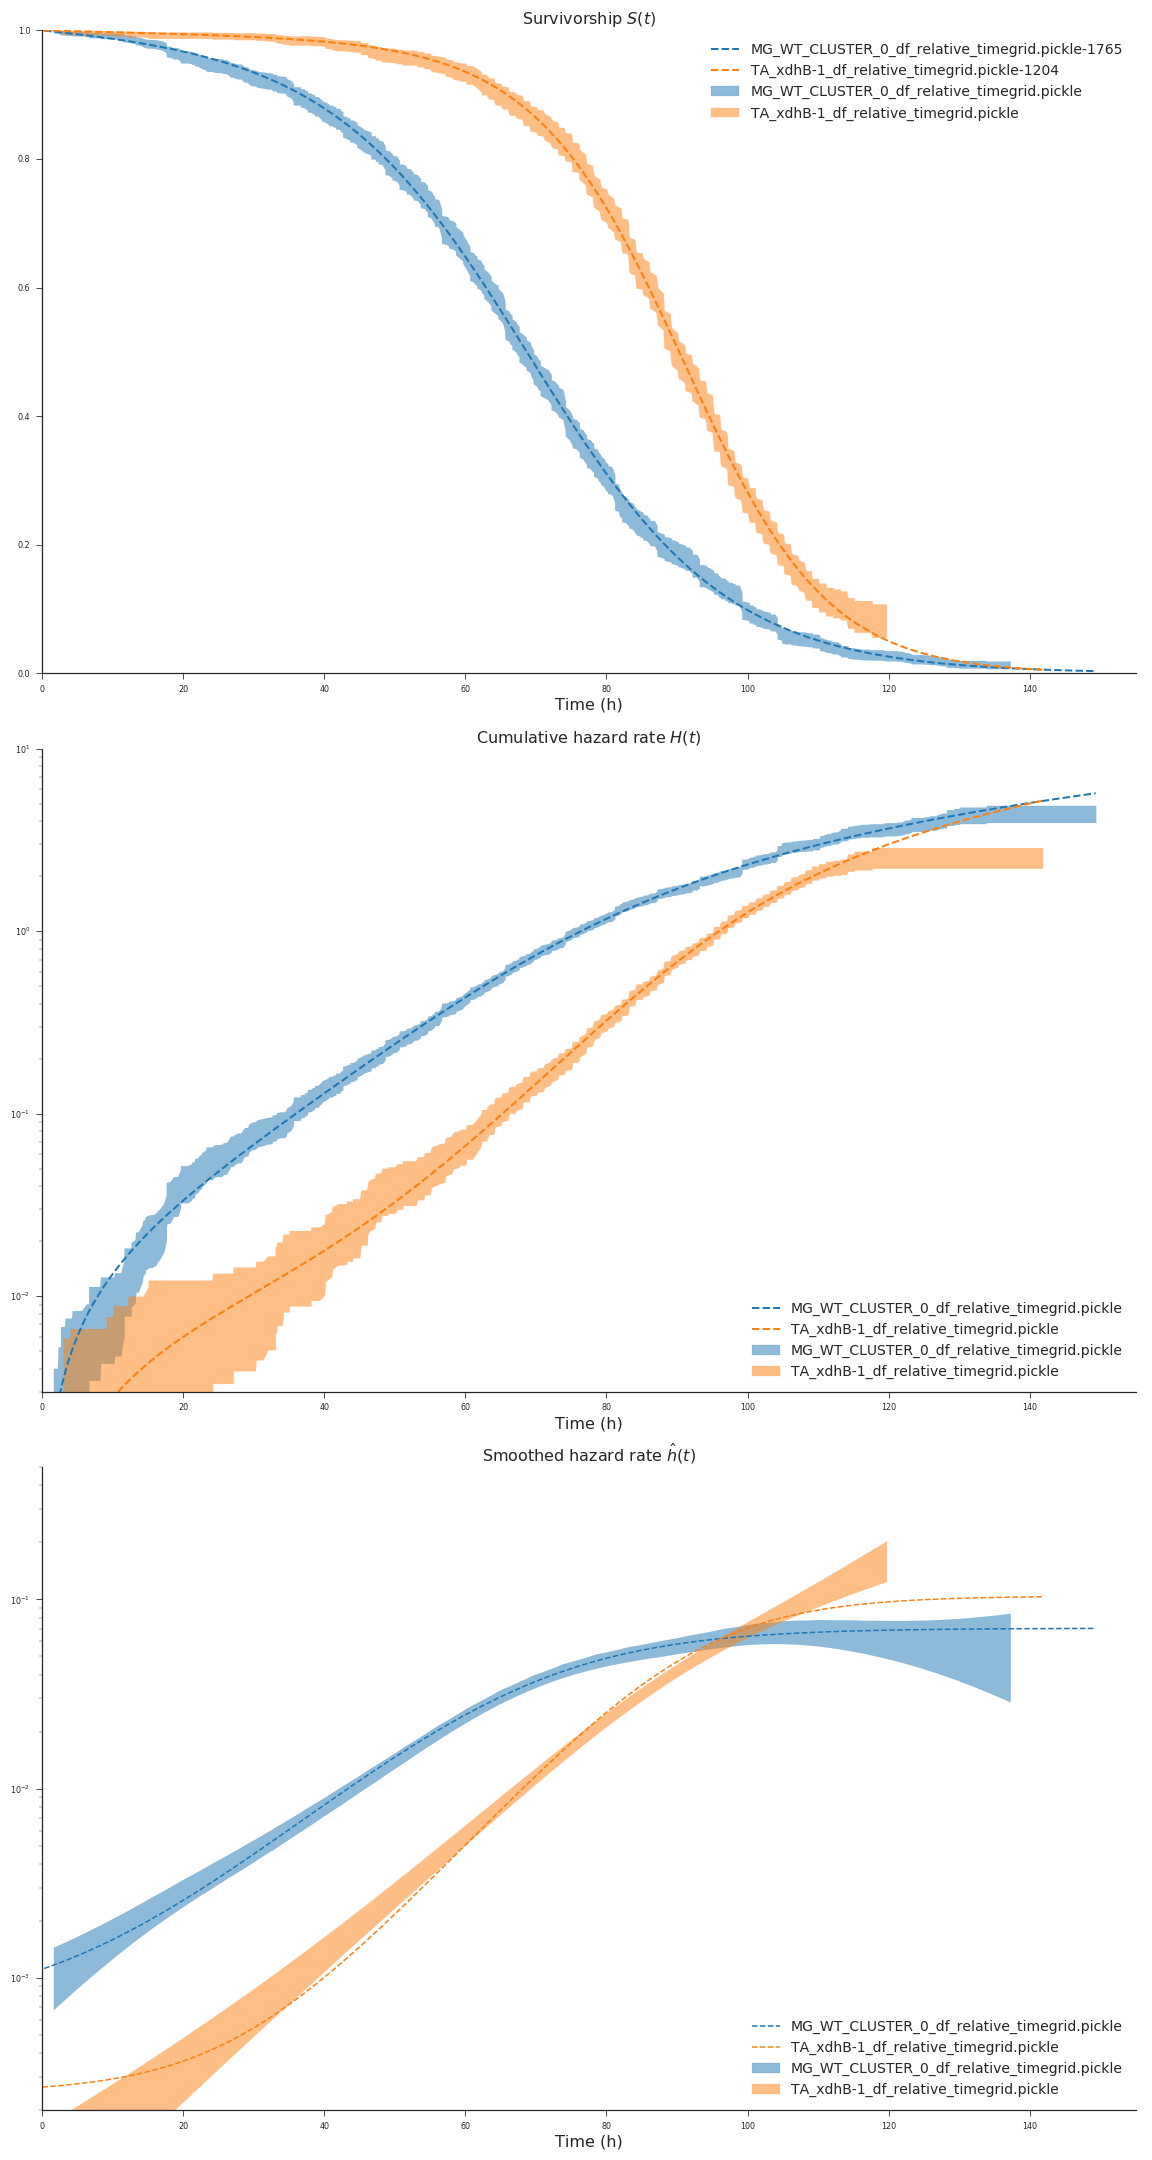 Survivorship S(t)
1.0
0.8
0.6
0.4
0.2
0.0
MG_WT_CLUSTER_0_df_relative_timegrid.pickle-1765
TA_xdhB-1_df_relative_timegrid.pickle-1204
MG_WT_CLUSTER_0_df_relative_timegrid.pickle
TA_xdhB-1_df_relative_timegrid.pickle
0 20 40 60 80 100 120 140
Time (h)
Cumulative hazard rate H(t)
10¹
10⁰
10⁻¹
10⁻²
MG_WT_CLUSTER_0_df_relative_timegrid.pickle
TA_xdhB-1_df_relative_timegrid.pickle
MG_WT_CLUSTER_0_df_relative_timegrid.pickle
TA_xdhB-1_df_relative_timegrid.pickle
0 20 40 60 80 100 120 140
Time (h)
Smoothed hazard rate ĥ(t)
10⁻¹
10⁻²
10⁻³
MG_WT_CLUSTER_0_df_relative_timegrid.pickle
TA_xdhB-1_df_relative_timegrid.pickle
MG_WT_CLUSTER_0_df_relative_timegrid.pickle
TA_xdhB-1_df_relative_timegrid.pickle
0 20 40 60 80 100 120 140
Time (h)